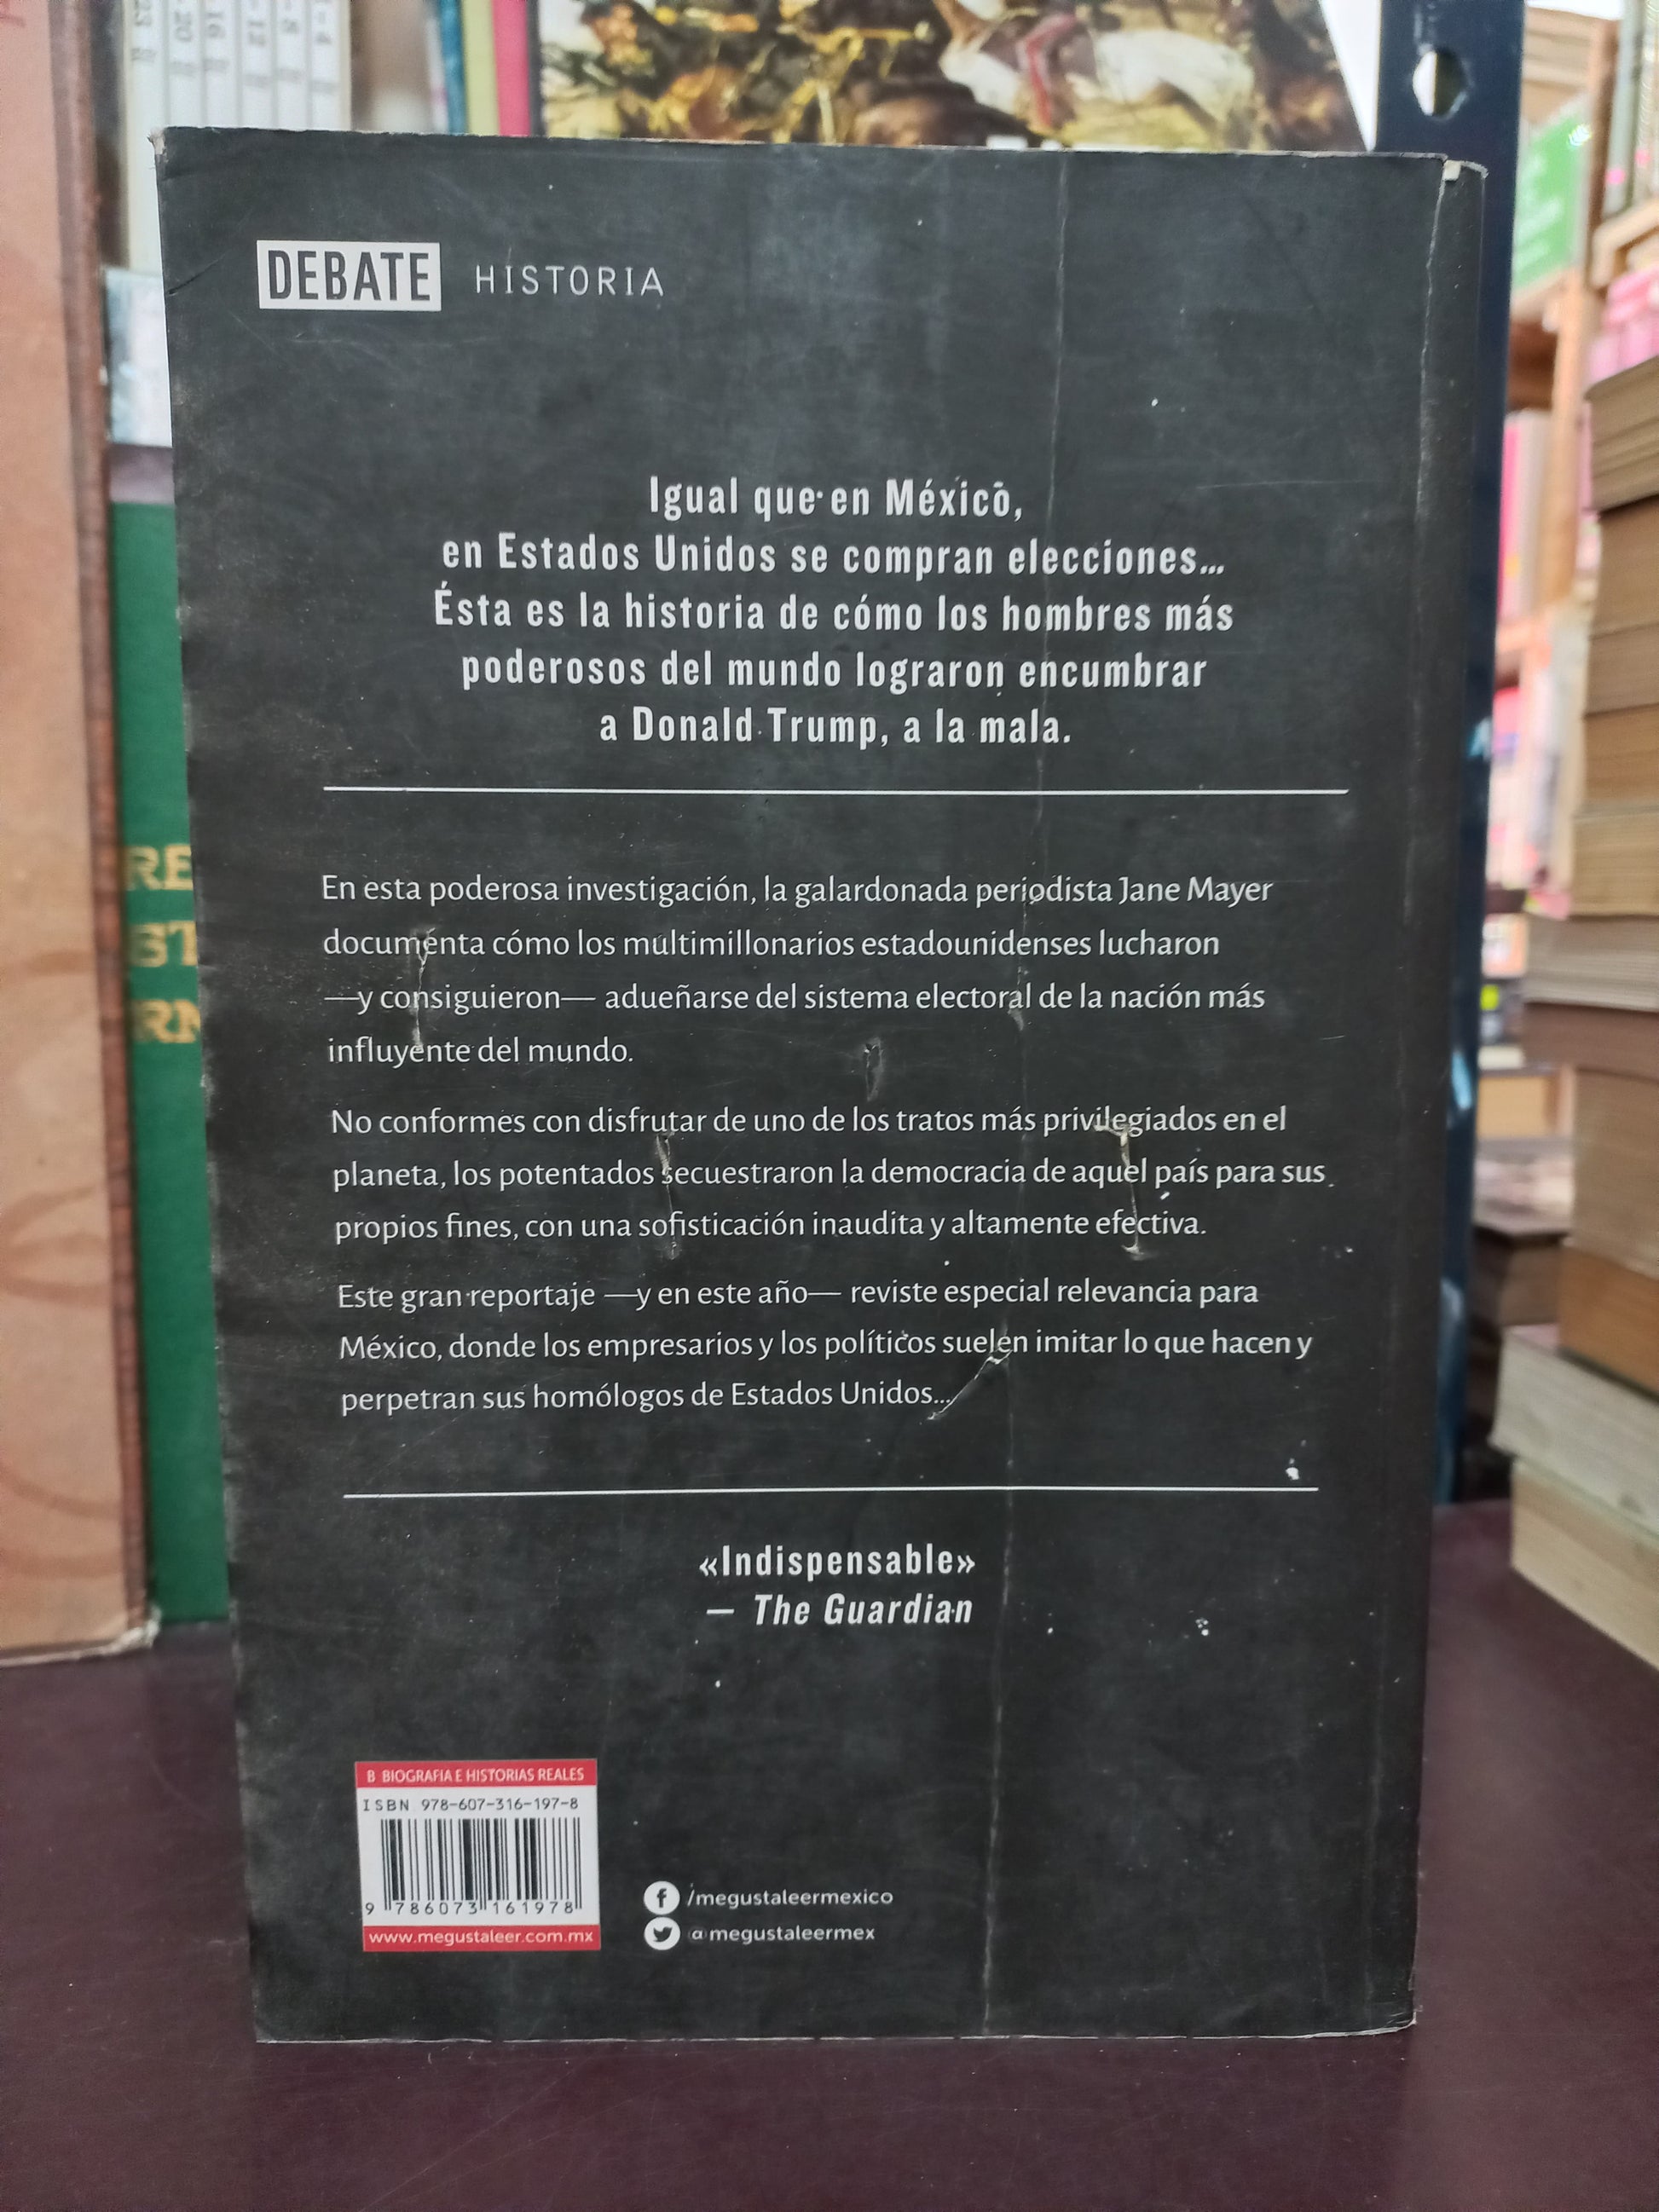 23 20 16 12 8 1-4
DEBATE HISTORIA
Igual que en México,
en Estados Unidos se compran elecciones...
Ésta es la historia de cómo los hombres más
poderosos del mundo lograron encumbrar
a Donald Trump, a la mala.
En esta poderosa investigación, la galardonada periodista Jane Mayer
documenta cómo los multimillonarios estadounidenses lucharon
—y consiguieron— adueñarse del sistema electoral de la nación más
influyente del mundo.
No conformes con disfrutar de uno de los tratos más privilegiados en el
planeta, los potentados secuestraron la democracia de aquel país para sus
propios fines, con una sofisticación inaudita y altamente efectiva.
Este gran reportaje —y en este año— reviste especial relevancia para
México, donde los empresarios y los políticos suelen imitar lo que hacen y
perpetran sus homólogos de Estados Unidos...
«Indispensable»
— The Guardian
B BIOGRAFIA E HISTORIAS REALES
ISBN 978-607-316-197-8
9 786073 161978
www.megustaleer.com.mx
/megustaleermexico
@megustaleermex